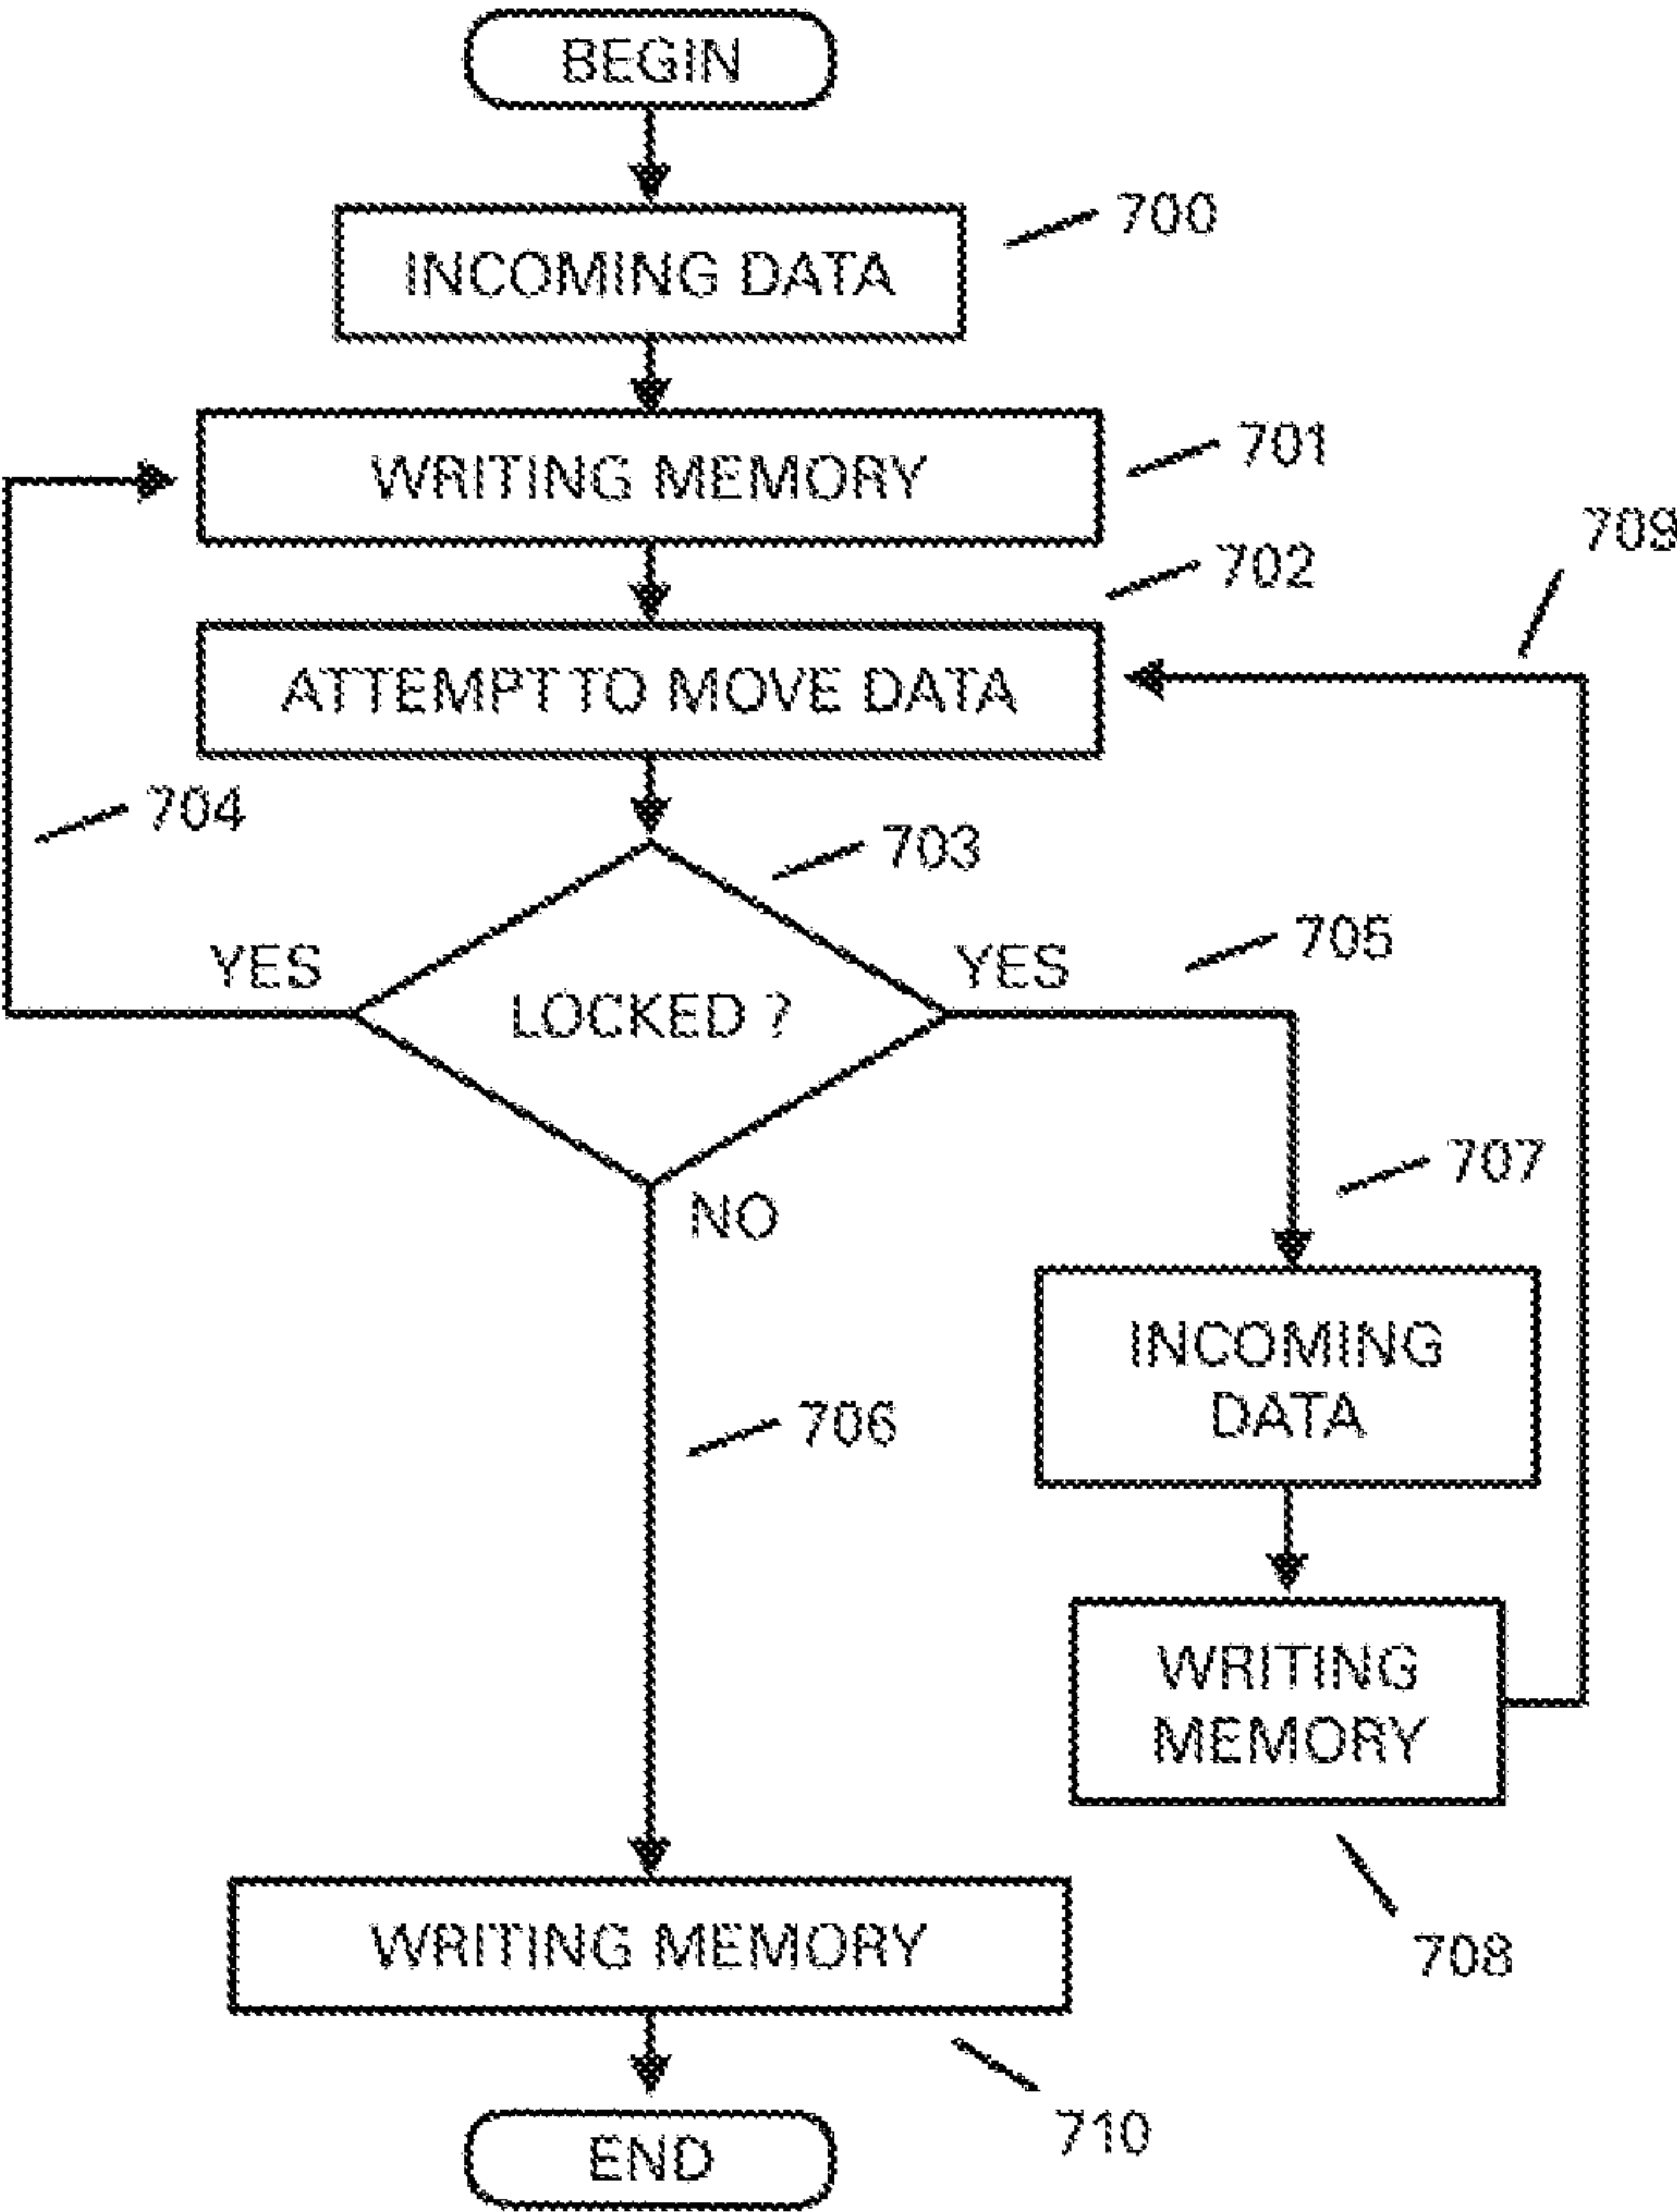 BEGIN
700
INCOMING DATA
701
WRITING MEMORY
709
702
ATTEMPT TO MOVE DATA
704
703
705
YES
YES
LOCKED ?
707
NO
INCOMING
DATA
706
WRITING
MEMORY
WRITING MEMORY
708
710
END